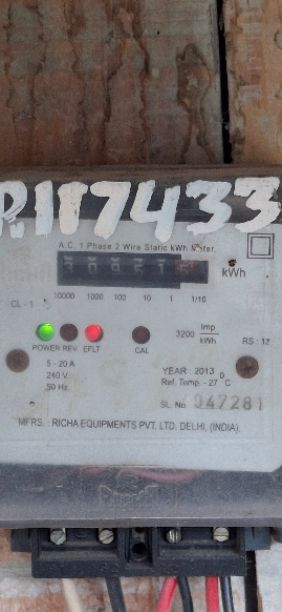 R117433
A.C. 1 Phase 2 Wire Static kWh Meter
30951
kWh
CL - 1
10000 1000 100 10 1 1/10
3200 Imp/kWh
RS : 12
POWER REV. EFLT
CAL
5 - 20 A
240 V
50 Hz.
YEAR : 2013
Ref. Temp. - 27 °C
SL. No. 047281
MFRS. : RICHA EQUIPMENTS PVT. LTD. DELHI, (INDIA).